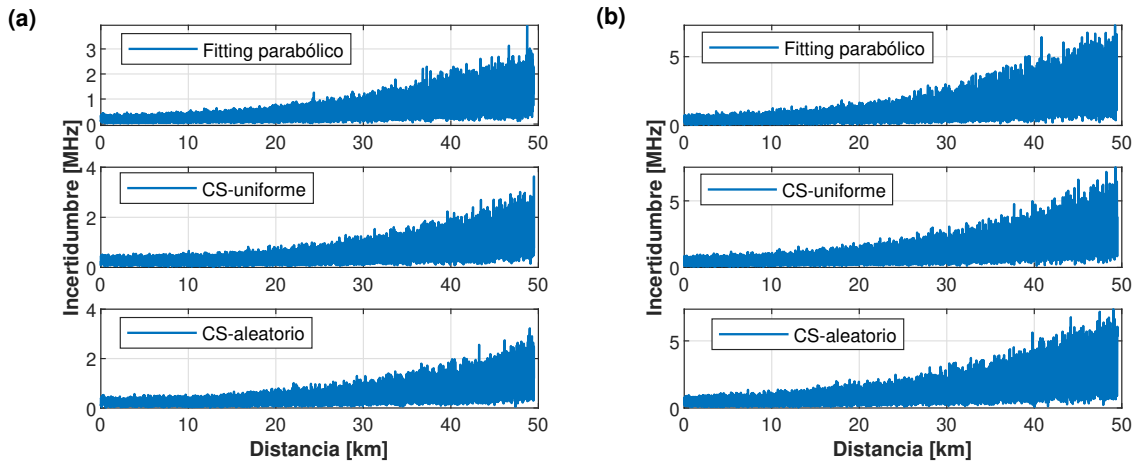 (a)
Fitting parabólico
3
2
1
0
0 10 20 30 40 50
CS-uniforme
4
2
0
0 10 20 30 40 50
CS-aleatorio
4
2
0
0 10 20 30 40 50
Incertidumbre [MHz]
Distancia [km]
(b)
Fitting parabólico
5
0
0 10 20 30 40 50
CS-uniforme
5
0
0 10 20 30 40 50
CS-aleatorio
5
0
0 10 20 30 40 50
Incertidumbre [MHz]
Distancia [km]